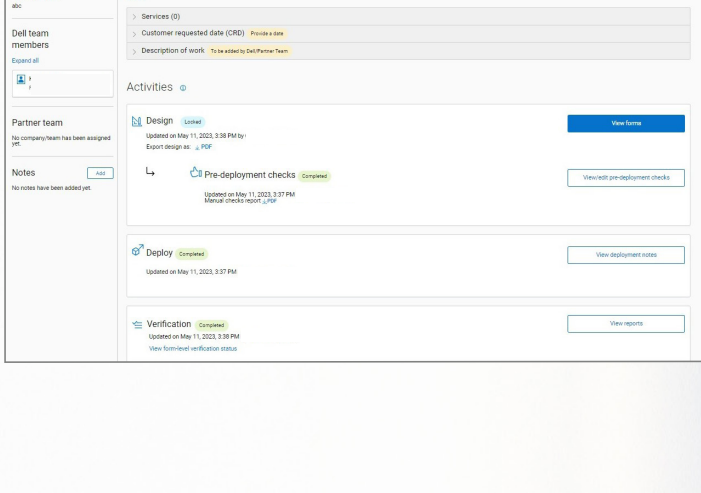 abc
Dell team
members
Expand all
Partner team
No company/team has been assigned
yet.
Notes
Add
No notes have been added yet.
Services (0)
Customer requested date (CRD) Provide a date
Description of work To be added by Dell/Partner Team
Activities
Design Locked
View forms
Updated on May 11, 2023, 3:38 PM by
Export design as: PDF
Pre-deployment checks Completed
View/edit pre-deployment checks
Updated on May 11, 2023, 3:37 PM
Manual checks report PDF
Deploy Completed
View deployment notes
Updated on May 11, 2023, 3:37 PM
Verification Completed
View reports
Updated on May 11, 2023, 3:38 PM
View form-level verification status